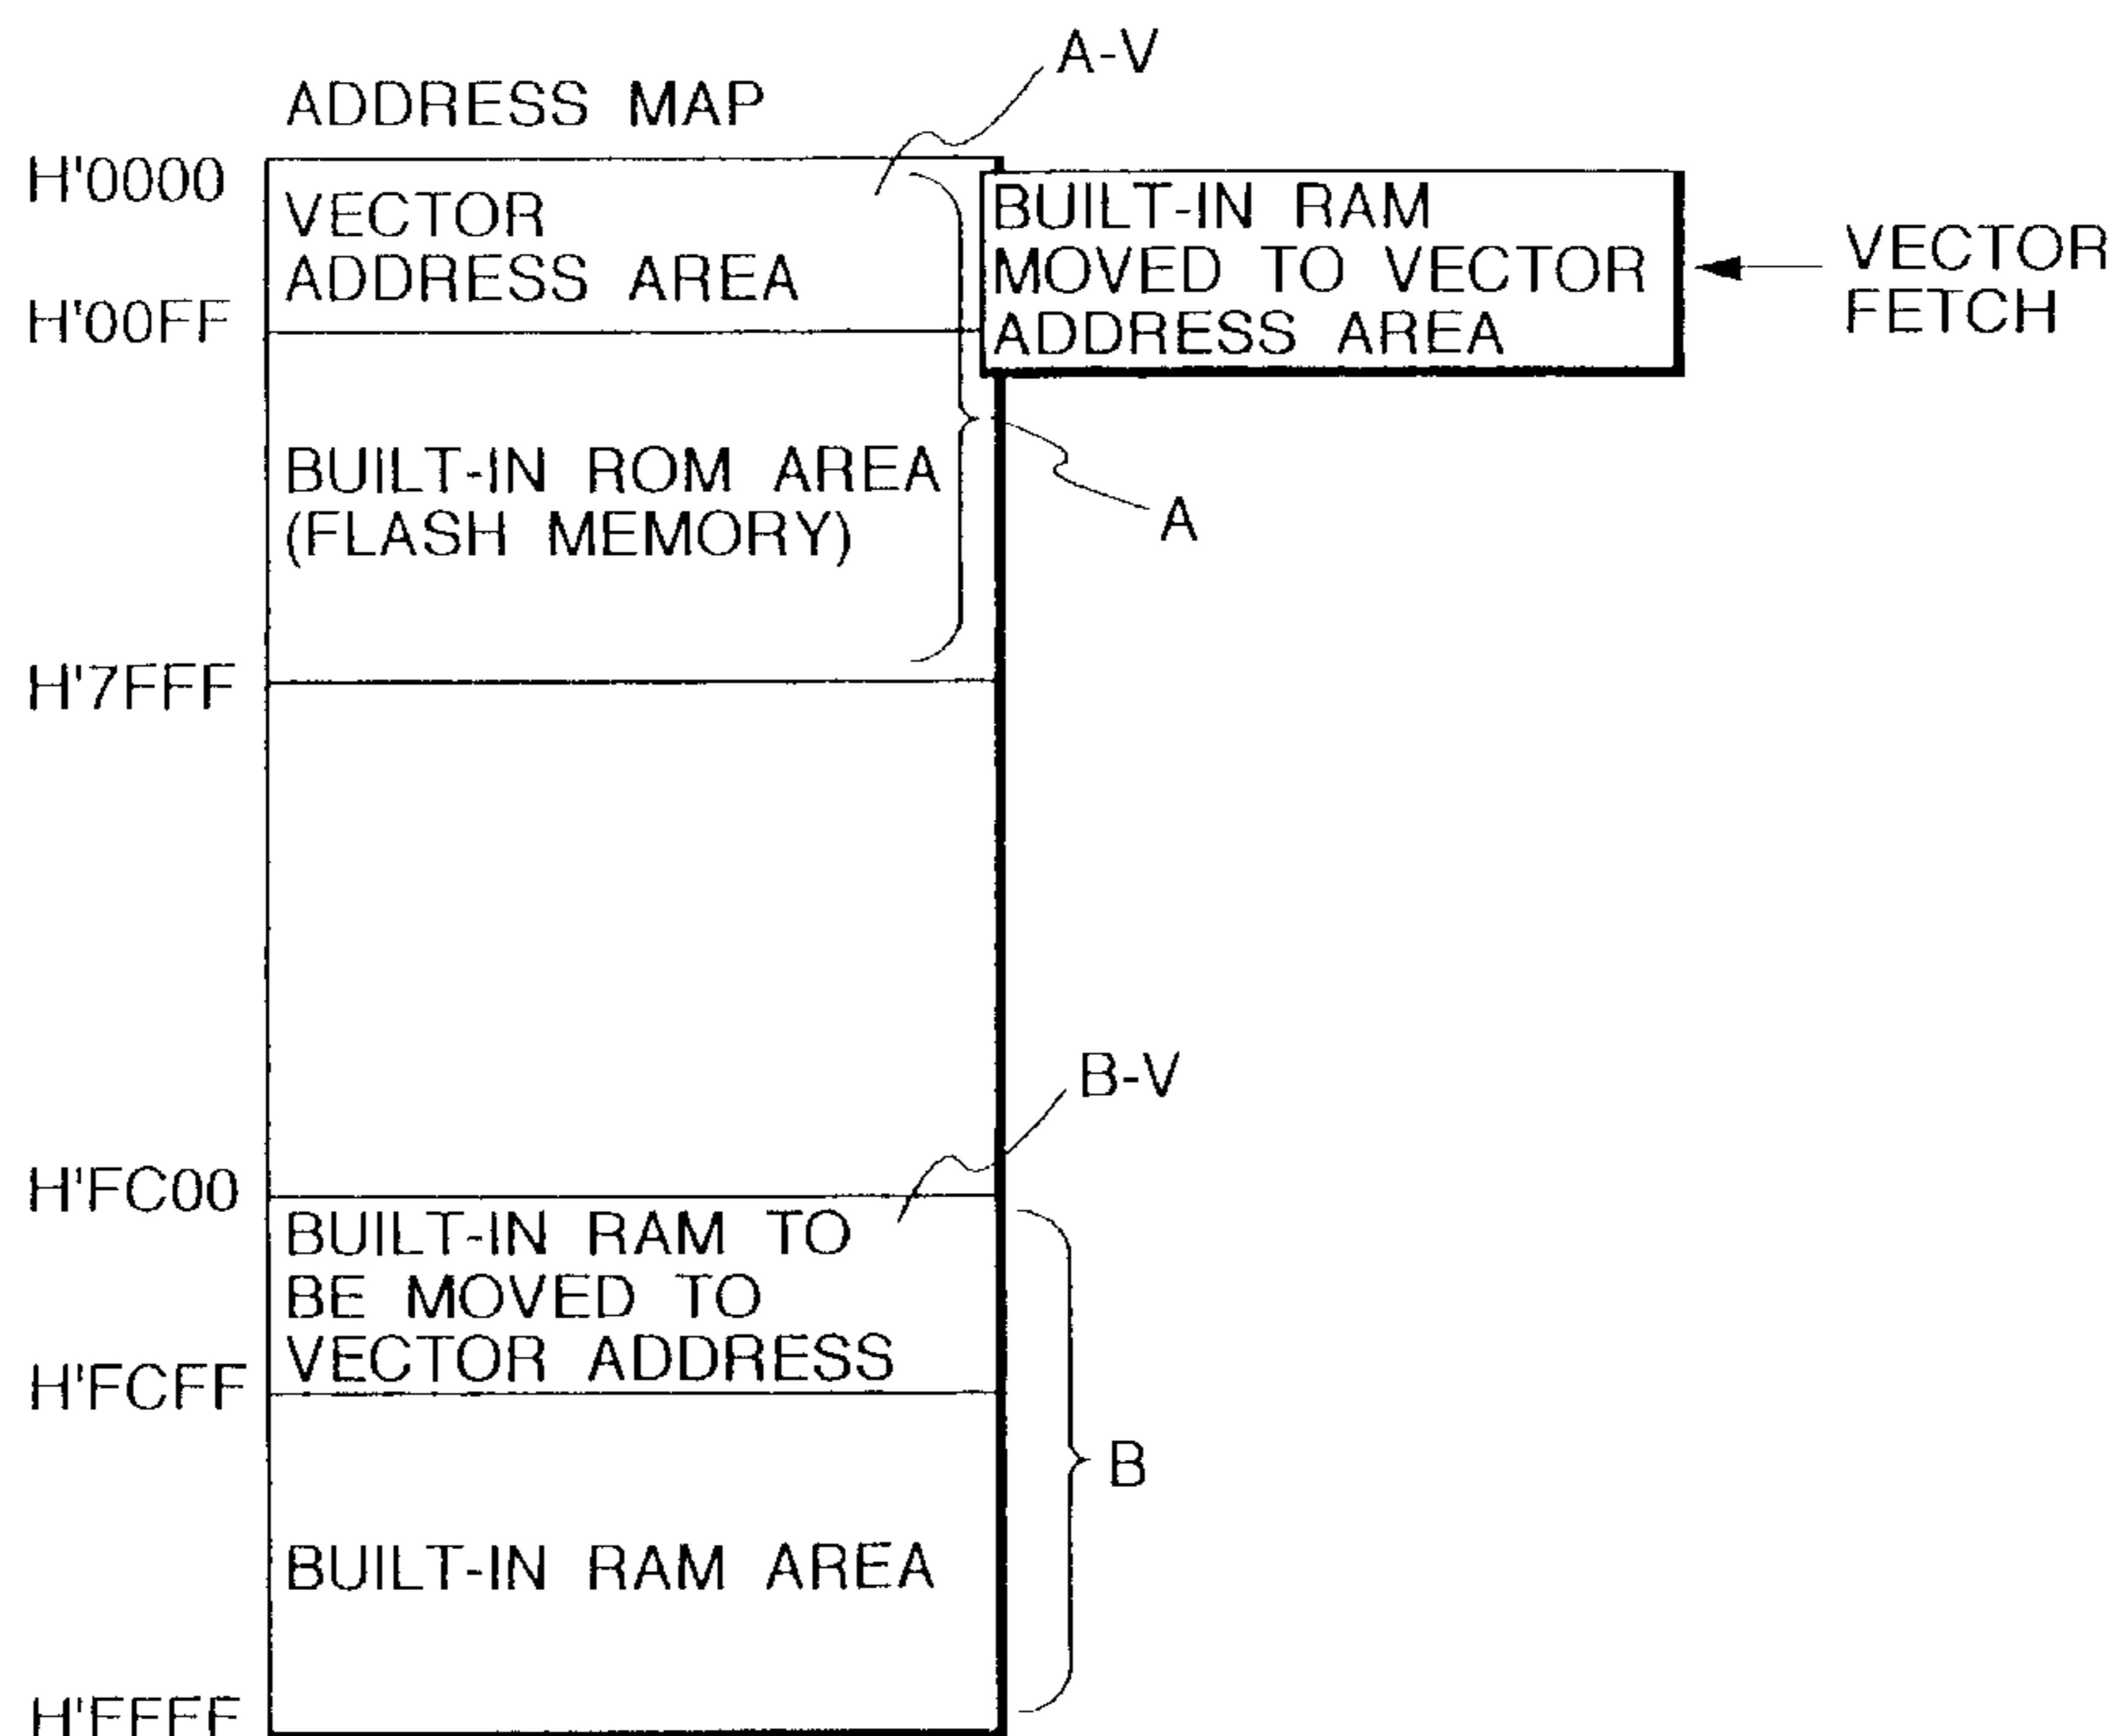 A-V
ADDRESS MAP
H'0000
VECTOR
ADDRESS AREA
BUILT-IN RAM
MOVED TO VECTOR
ADDRESS AREA
VECTOR
FETCH
H'00FF
BUILT-IN ROM AREA
(FLASH MEMORY)
A
H'7FFF
B-V
H'FC00
BUILT-IN RAM TO
BE MOVED TO
VECTOR ADDRESS
H'FCFF
B
BUILT-IN RAM AREA
H'FFFF